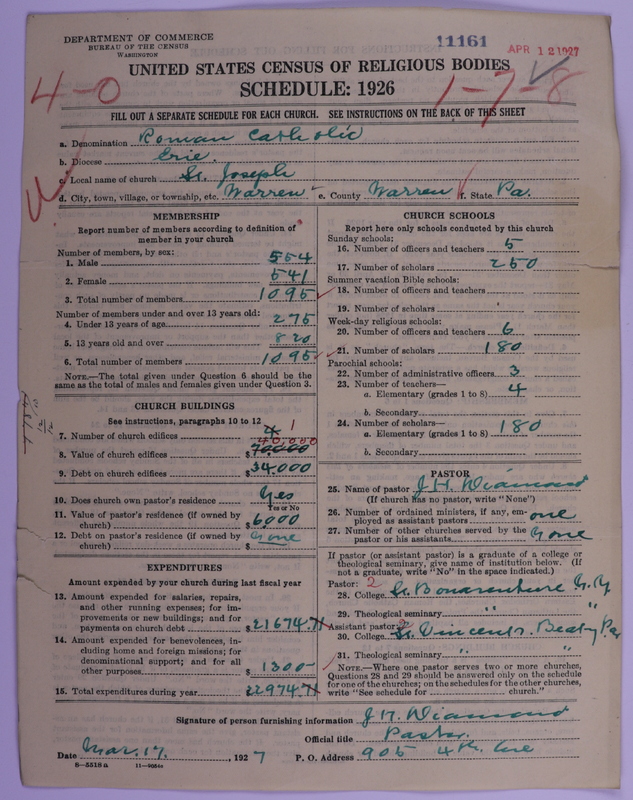 DEPARTMENT OF COMMERCE
BUREAU OF THE CENSUS
WASHINGTON
11161
APR 12 1927
UNITED STATES CENSUS OF RELIGIOUS BODIES
SCHEDULE: 1926
4-0
1-7-8
FILL OUT A SEPARATE SCHEDULE FOR EACH CHURCH. SEE INSTRUCTIONS ON THE BACK OF THIS SHEET
a. Denomination Roman Catholic
b. Diocese Erie.
c. Local name of church St. Joseph
d. City, town, village, or township, etc. Warren e. County Warren f. State Pa.
MEMBERSHIP
Report number of members according to definition of member in your church
Number of members, by sex:
1. Male 554
2. Female 541
3. Total number of members 1095
Number of members under and over 13 years old:
4. Under 13 years of age 275
5. 13 years old and over 820
6. Total number of members 1095
NOTE.—The total given under Question 6 should be the same as the total of males and females given under Question 3.
CHURCH BUILDINGS
See instructions, paragraphs 10 to 12
7. Number of church edifices 1
40,000
8. Value of church edifices $ 70,000
9. Debt on church edifices $ 34,000
10. Does church own pastor's residence Yes
Yes or No
11. Value of pastor's residence (if owned by church) $ 6000
12. Debt on pastor's residence (if owned by church) $ None
EXPENDITURES
Amount expended by church during last fiscal year
13. Amount expended for salaries, repairs, and other running expenses; for improvements or new buildings; and for payments on church debt $ 21674.71
14. Amount expended for benevolences, including home and foreign missions; for denominational support; and for all other purposes $ 1300-
15. Total expenditures during year $ 22974.71
CHURCH SCHOOLS
Report here only schools conducted by this church
Sunday schools:
16. Number of officers and teachers 5
17. Number of scholars 250
Summer vacation Bible schools:
18. Number of officers and teachers
19. Number of scholars
Week-day religious schools:
20. Number of officers and teachers 6
21. Number of scholars 180
Parochial schools:
22. Number of administrative officers 3
23. Number of teachers—
a. Elementary (grades 1 to 8) 4
b. Secondary
24. Number of scholars—
a. Elementary (grades 1 to 8) 180
b. Secondary
PASTOR
25. Name of pastor J. H. Diamond
(If church has no pastor, write "None")
26. Number of ordained ministers, if any, employed as assistant pastors one
27. Number of other churches served by the pastor or his assistants None
If pastor (or assistant pastor) is a graduate of a college or theological seminary, give name of institution below. (If not a graduate, write "No" in the space indicated.)
Pastor: 2
28. College St. Bonaventure N. Y.
29. Theological seminary " "
Assistant pastor:
30. College St. Vincent's. Beatty Pa
31. Theological seminary " "
NOTE.—Where one pastor serves two or more churches, Questions 28 and 29 should be answered only on the schedule for one of the churches; on the schedules for the other churches, write "See schedule for church."
Signature of person furnishing information J. H. Diamond
Official title Pastor.
Date Mar. 17, 1927 P. O. Address 905 4th Ave
8-5518a